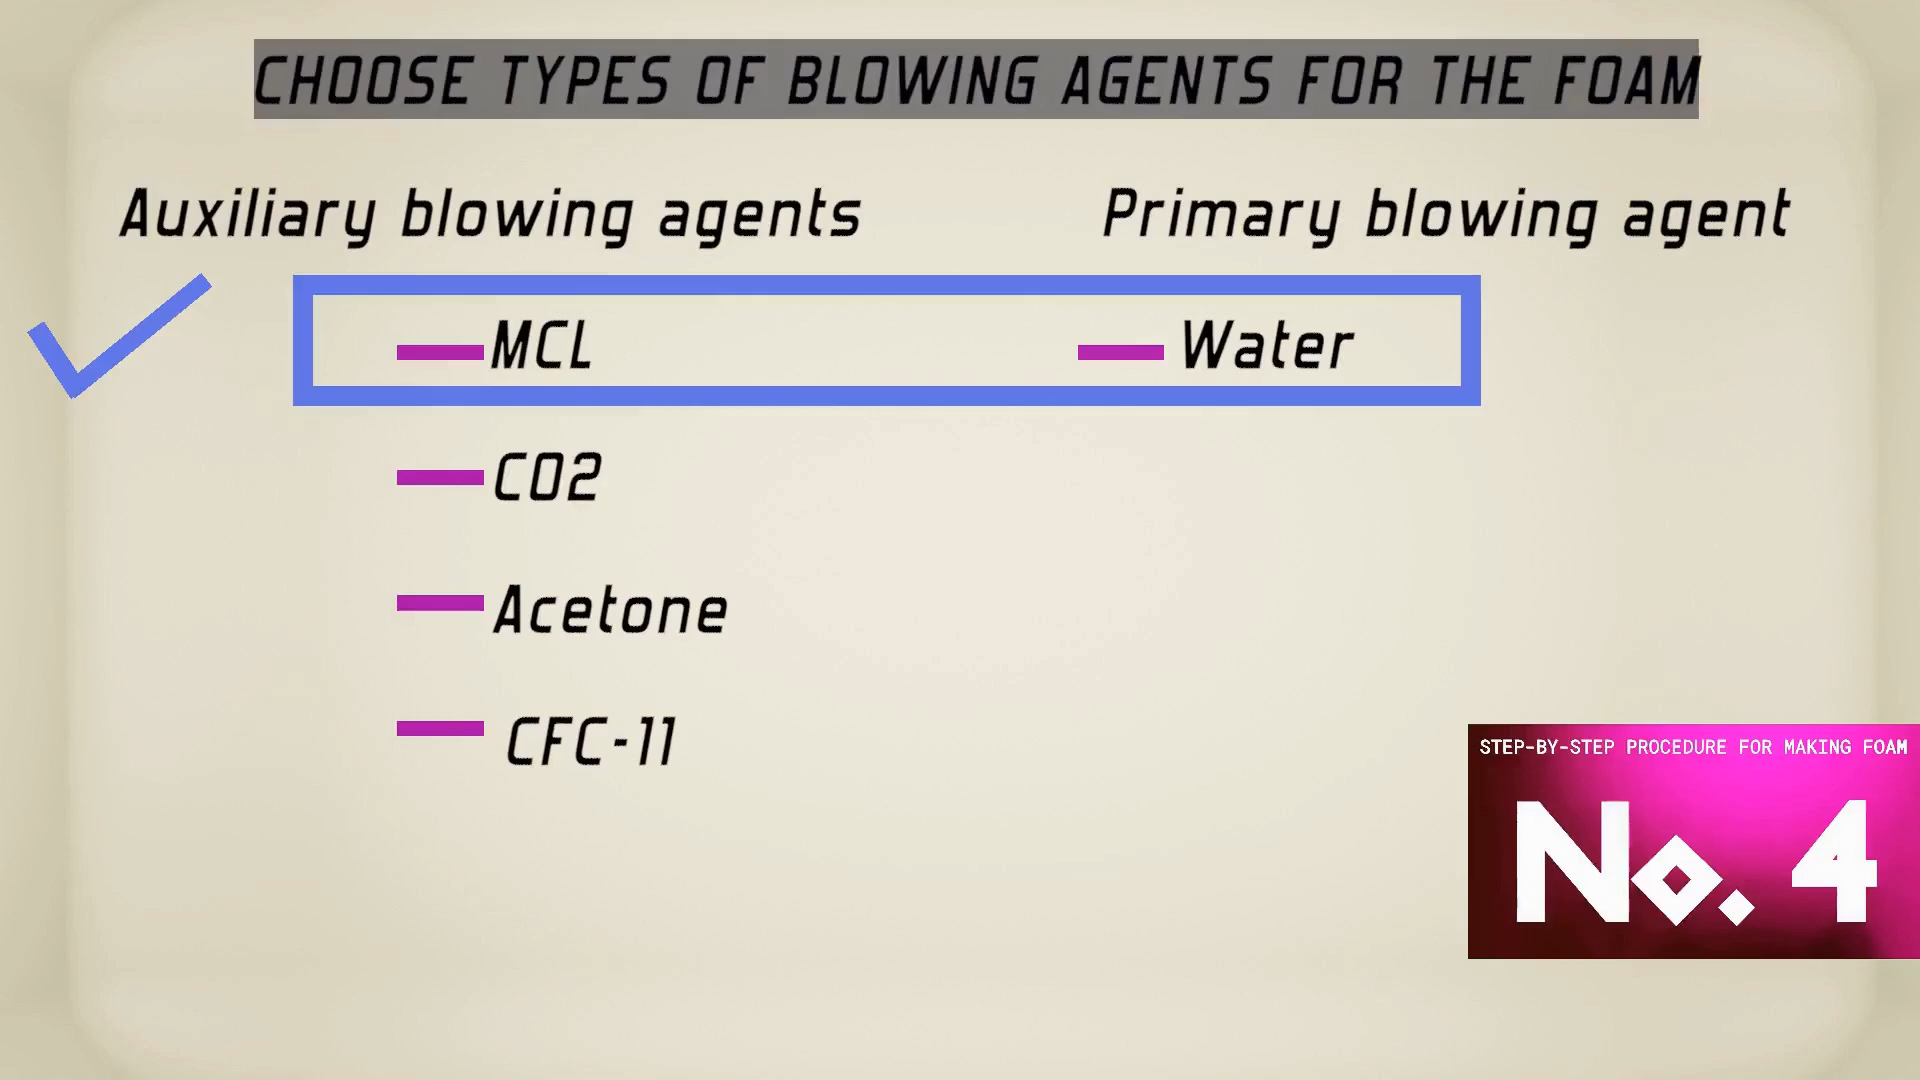 CHOOSE TYPES OF BLOWING AGENTS FOR THE FOAM
Auxiliary blowing agents
Primary blowing agent
MCL
Water
CO2
Acetone
CFC-11
STEP-BY-STEP PROCEDURE FOR MAKING FOAM
No. 4